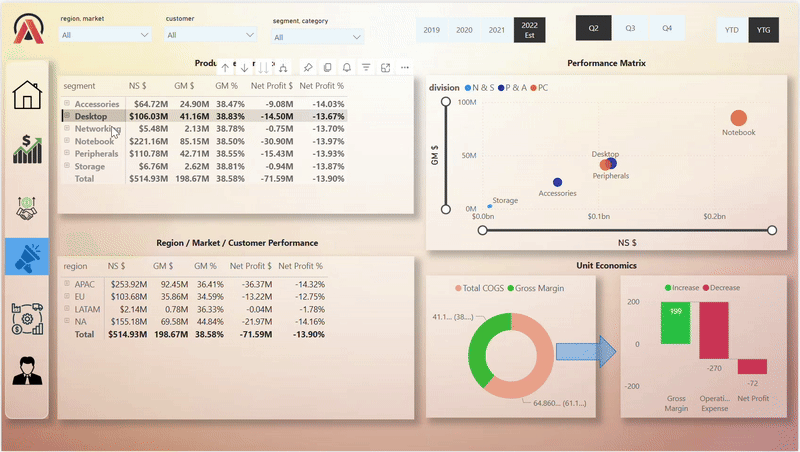 region, market
customer
segment, category
All
All
All
2019
2020
2021
2022
Est
Q2
Q3
Q4
YTD
YTG
Performance Matrix
segment NS $ GM $ GM % Net Profit $ Net Profit %
Accessories $64.72M 24.90M 38.47% -9.08M -14.03%
Desktop $106.03M 41.16M 38.83% -14.50M -13.67%
Networking $5.48M 2.13M 38.78% -0.75M -13.70%
Notebook $221.16M 85.15M 38.50% -30.90M -13.97%
Peripherals $110.78M 42.71M 38.55% -15.43M -13.93%
Storage $6.76M 2.62M 38.81% -0.94M -13.87%
Total $514.93M 198.67M 38.58% -71.59M -13.90%
division N & S P & A PC
100M
50M
0M
GM $
Notebook
Desktop
Peripherals
Accessories
Storage
$0.0bn $0.1bn $0.2bn
NS $
Region / Market / Customer Performance
region NS $ GM $ GM % Net Profit $ Net Profit %
APAC $253.92M 92.45M 36.41% -36.37M -14.32%
EU $103.68M 35.86M 34.59% -13.22M -12.75%
LATAM $2.14M 0.78M 36.33% -0.04M -1.78%
NA $155.18M 69.58M 44.84% -21.97M -14.16%
Total $514.93M 198.67M 38.58% -71.59M -13.90%
Unit Economics
Total COGS Gross Margin
41.1... (38....)
64.860... (61.1...)
Increase Decrease
200
0
-200
199
-270
-72
Gross
Margin
Operati...
Expense
Net Profit